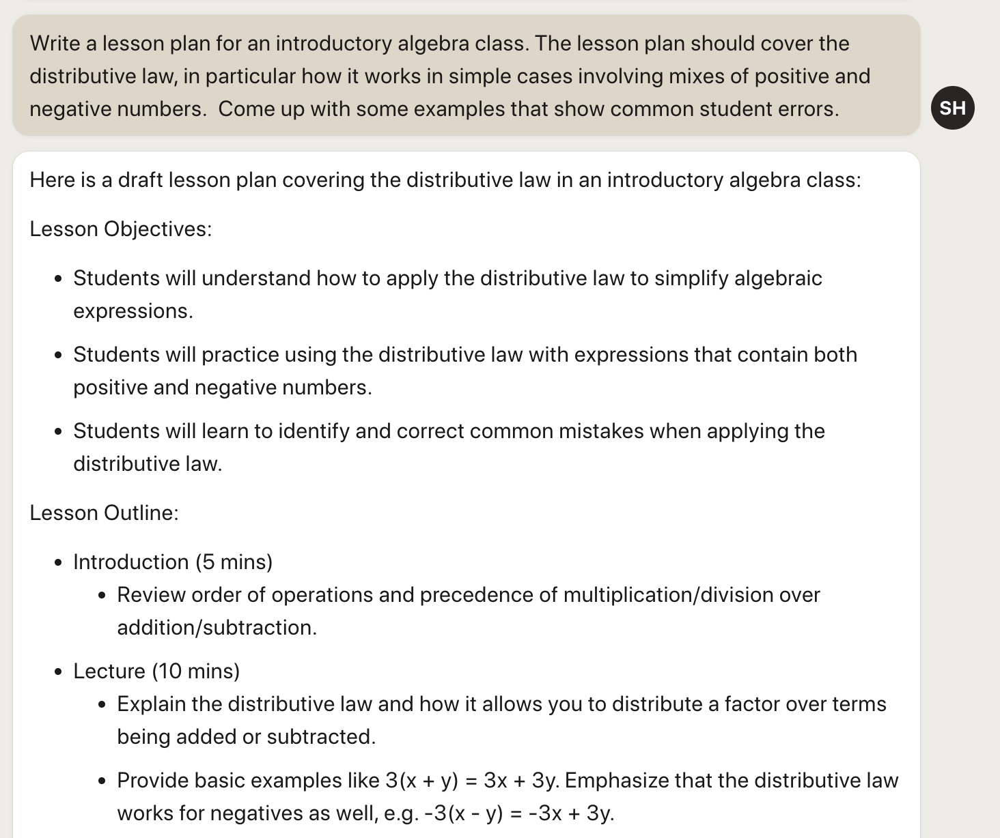 Write a lesson plan for an introductory algebra class. The lesson plan should cover the
distributive law, in particular how it works in simple cases involving mixes of positive and
negative numbers.  Come up with some examples that show common student errors.
SH
Here is a draft lesson plan covering the distributive law in an introductory algebra class:
Lesson Objectives:
• Students will understand how to apply the distributive law to simplify algebraic
expressions.
• Students will practice using the distributive law with expressions that contain both
positive and negative numbers.
• Students will learn to identify and correct common mistakes when applying the
distributive law.
Lesson Outline:
• Introduction (5 mins)
• Review order of operations and precedence of multiplication/division over
addition/subtraction.
• Lecture (10 mins)
• Explain the distributive law and how it allows you to distribute a factor over terms
being added or subtracted.
• Provide basic examples like 3(x + y) = 3x + 3y. Emphasize that the distributive law
works for negatives as well, e.g. -3(x - y) = -3x + 3y.